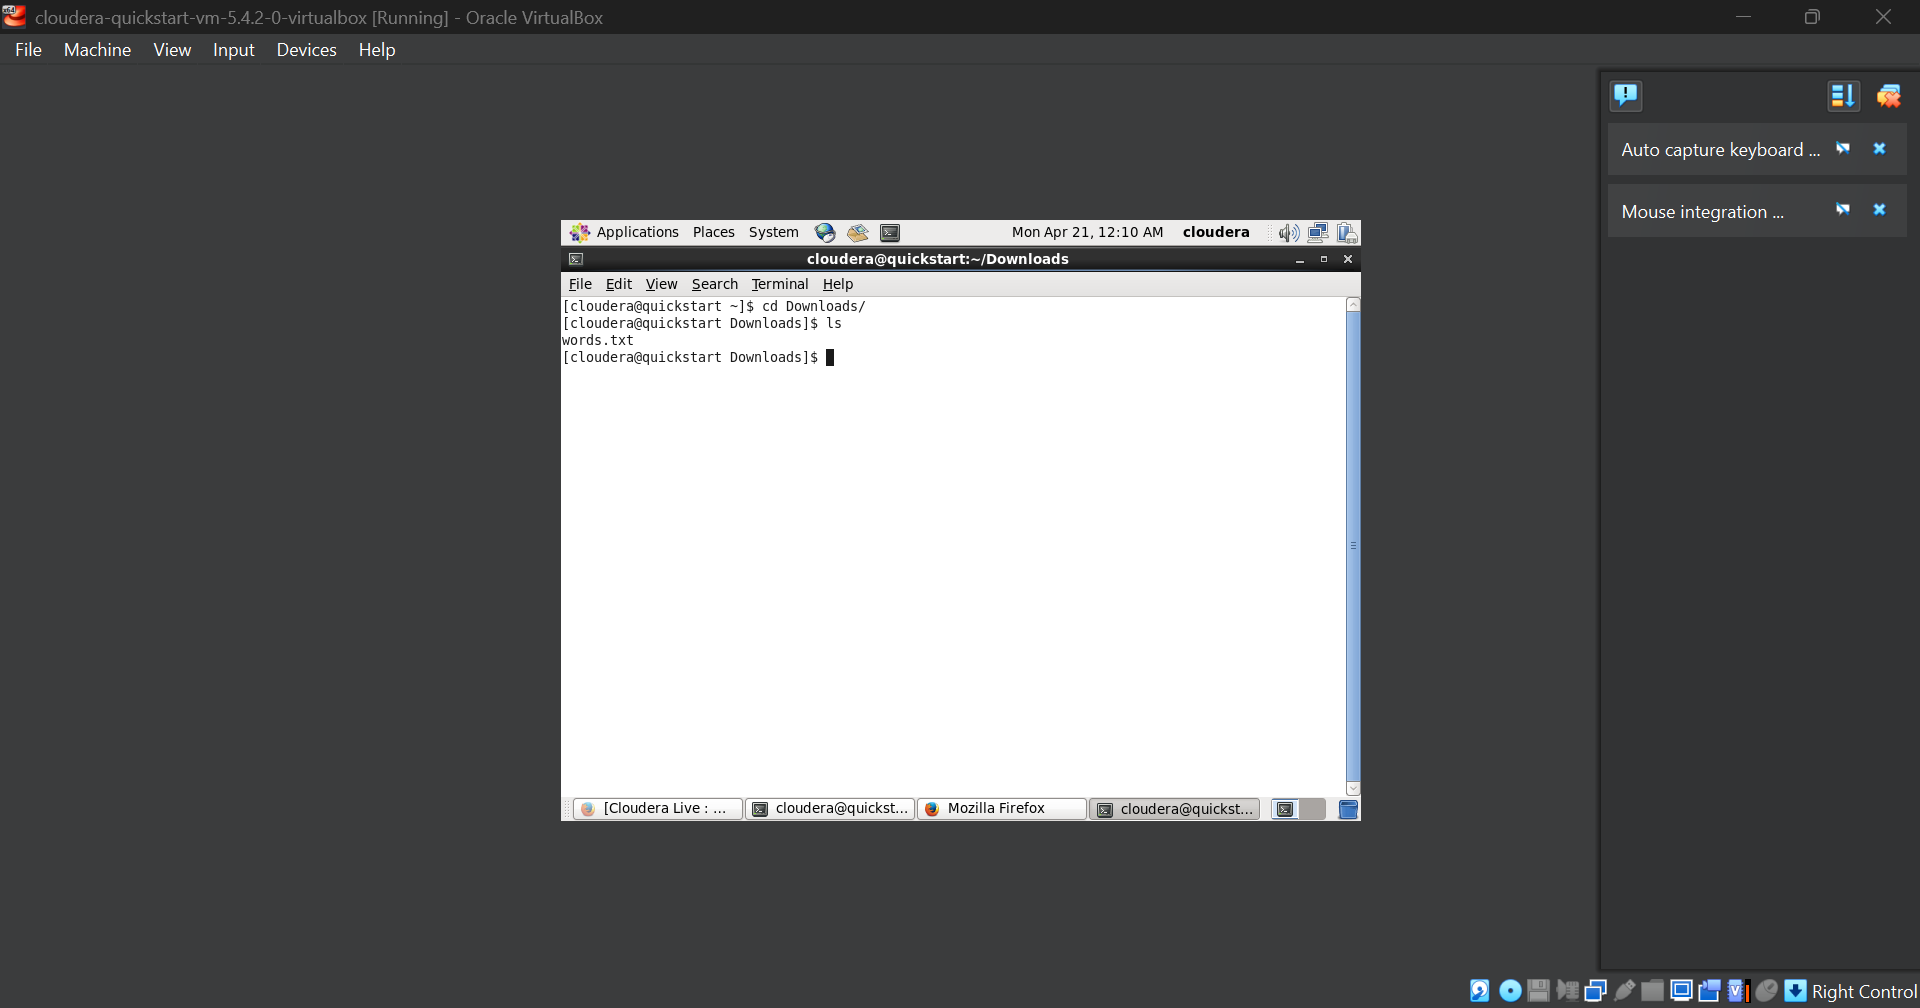 cloudera-quickstart-vm-5.4.2-0-virtualbox [Running] - Oracle VirtualBox
File Machine View Input Devices Help
Auto capture keyboard ...
Mouse integration ...
Applications Places System Mon Apr 21, 12:10 AM cloudera
cloudera@quickstart:~/Downloads
File Edit View Search Terminal Help
[cloudera@quickstart ~]$ cd Downloads/
[cloudera@quickstart Downloads]$ ls
words.txt
[cloudera@quickstart Downloads]$
[Cloudera Live : ... cloudera@quickst... Mozilla Firefox cloudera@quickst...
Right Control